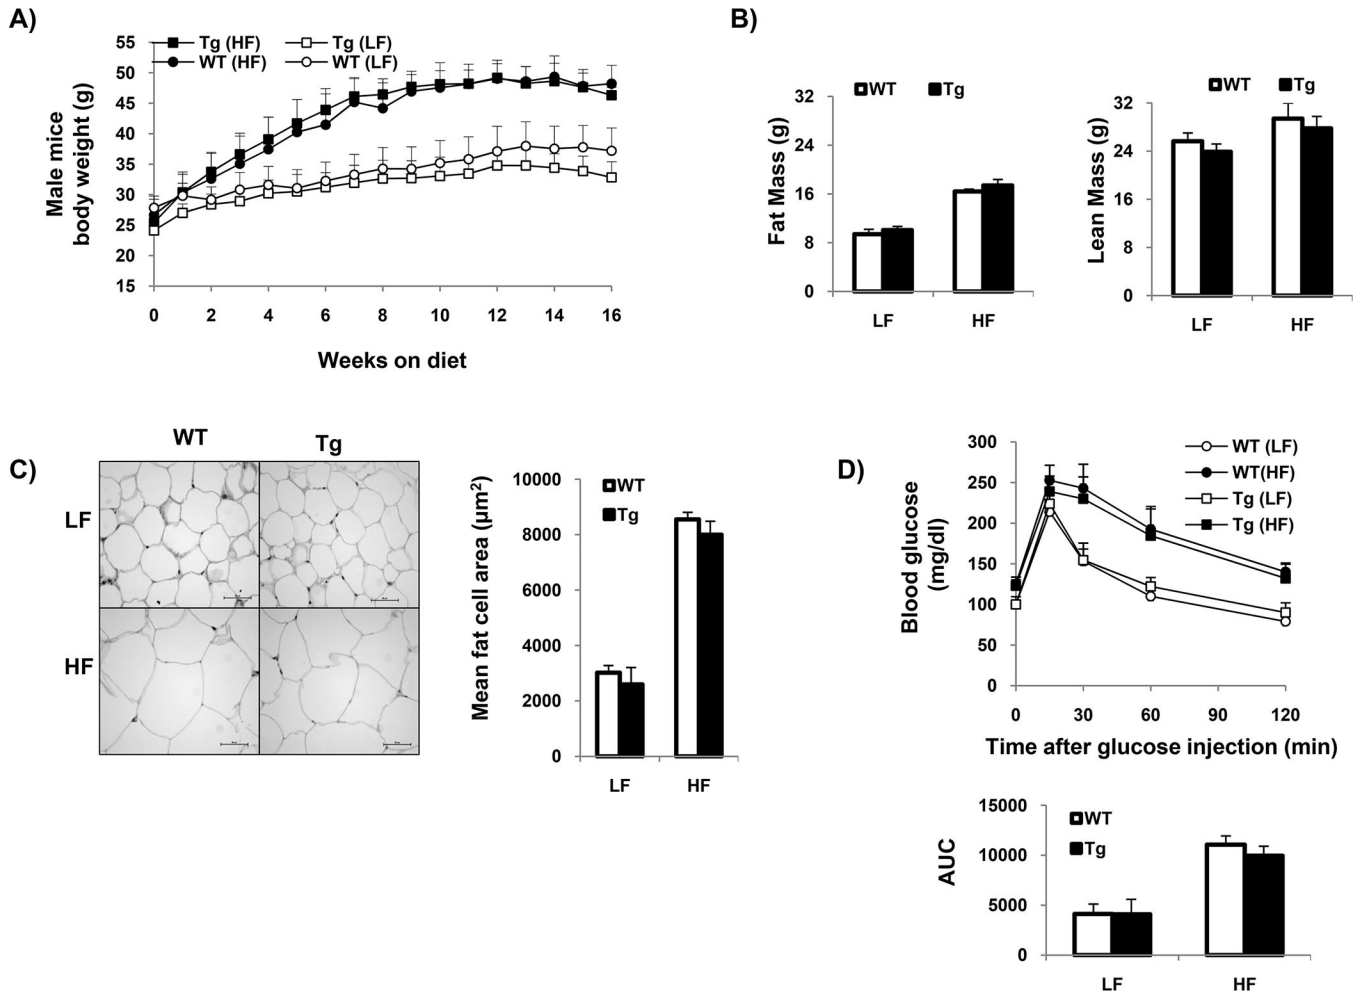 A)
Tg (HF)
Tg (LF)
WT (HF)
WT (LF)
Male mice
body weight (g)
55
50
45
40
35
30
25
20
15
0 2 4 6 8 10 12 14 16
Weeks on diet
B)
WT Tg
Fat Mass (g)
32
24
16
8
0
LF HF
WT Tg
Lean Mass (g)
32
24
16
8
0
LF HF
C)
WT Tg
LF
HF
Mean fat cell area (µm²)
10000
8000
6000
4000
2000
0
WT
Tg
LF HF
D)
Blood glucose
(mg/dl)
300
250
200
150
100
50
0
WT (LF)
WT(HF)
Tg (LF)
Tg (HF)
0 30 60 90 120
Time after glucose injection (min)
AUC
15000
10000
5000
0
WT
Tg
LF HF